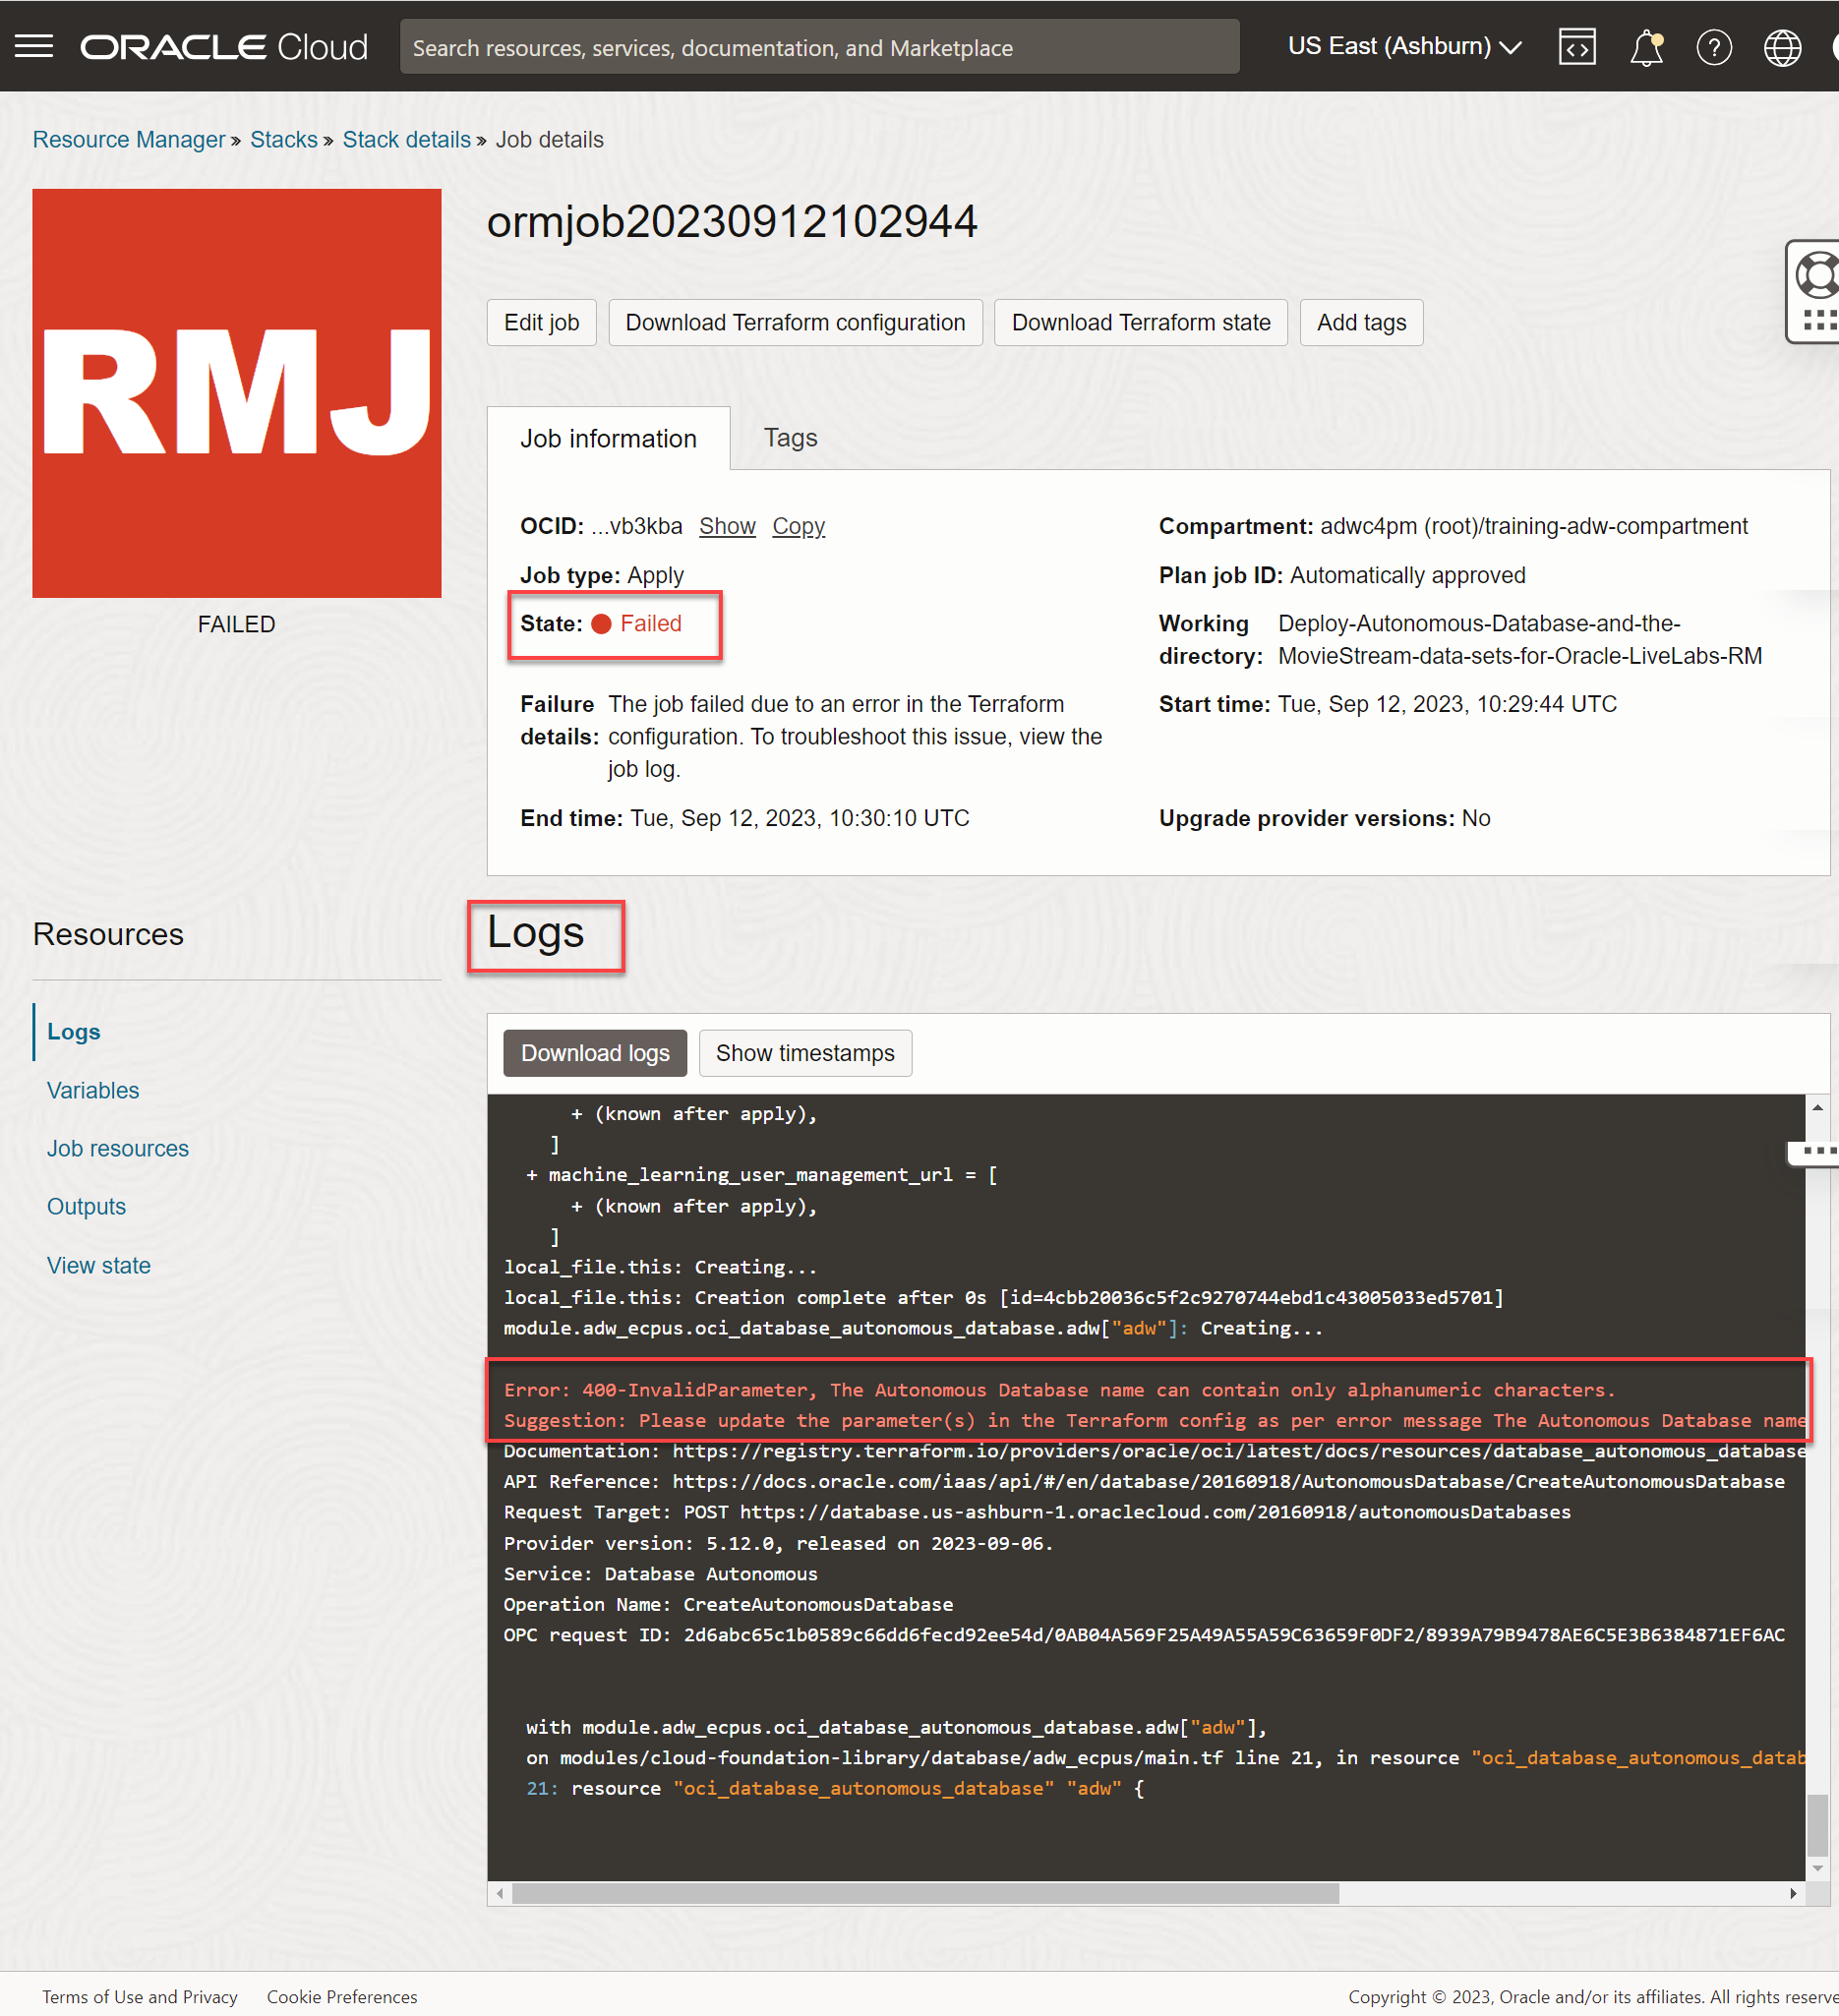 ORACLE Cloud
Search resources, services, documentation, and Marketplace
US East (Ashburn)
Resource Manager » Stacks » Stack details » Job details
RMJ
FAILED
ormjob20230912102944
Edit job
Download Terraform configuration
Download Terraform state
Add tags
Job information
Tags
OCID: ...vb3kba Show Copy
Compartment: adwc4pm (root)/training-adw-compartment
Job type: Apply
Plan job ID: Automatically approved
State: Failed
Working directory: Deploy-Autonomous-Database-and-the-
MovieStream-data-sets-for-Oracle-LiveLabs-RM
Failure details: The job failed due to an error in the Terraform
configuration. To troubleshoot this issue, view the
job log.
Start time: Tue, Sep 12, 2023, 10:29:44 UTC
End time: Tue, Sep 12, 2023, 10:30:10 UTC
Upgrade provider versions: No
Resources
Logs
Variables
Job resources
Outputs
View state
Logs
Download logs
Show timestamps
+ (known after apply),
]
+ machine_learning_user_management_url = [
+ (known after apply),
]
local_file.this: Creating...
local_file.this: Creation complete after 0s [id=4cbb20036c5f2c9270744ebd1c43005033ed5701]
module.adw_ecpus.oci_database_autonomous_database.adw["adw"]: Creating...
Error: 400-InvalidParameter, The Autonomous Database name can contain only alphanumeric characters.
Suggestion: Please update the parameter(s) in the Terraform config as per error message The Autonomous Database name
Documentation: https://registry.terraform.io/providers/oracle/oci/latest/docs/resources/database_autonomous_database
API Reference: https://docs.oracle.com/iaas/api/#/en/database/20160918/AutonomousDatabase/CreateAutonomousDatabase
Request Target: POST https://database.us-ashburn-1.oraclecloud.com/20160918/autonomousDatabases
Provider version: 5.12.0, released on 2023-09-06.
Service: Database Autonomous
Operation Name: CreateAutonomousDatabase
OPC request ID: 2d6abc65c1b0589c66dd6fecd92ee54d/0AB04A569F25A49A55A59C63659F0DF2/8939A79B9478AE6C5E3B6384871EF6AC
with module.adw_ecpus.oci_database_autonomous_database.adw["adw"],
on modules/cloud-foundation-library/database/adw_ecpus/main.tf line 21, in resource "oci_database_autonomous_datab
21: resource "oci_database_autonomous_database" "adw" {
Terms of Use and Privacy
Cookie Preferences
Copyright © 2023, Oracle and/or its affiliates. All rights reserve